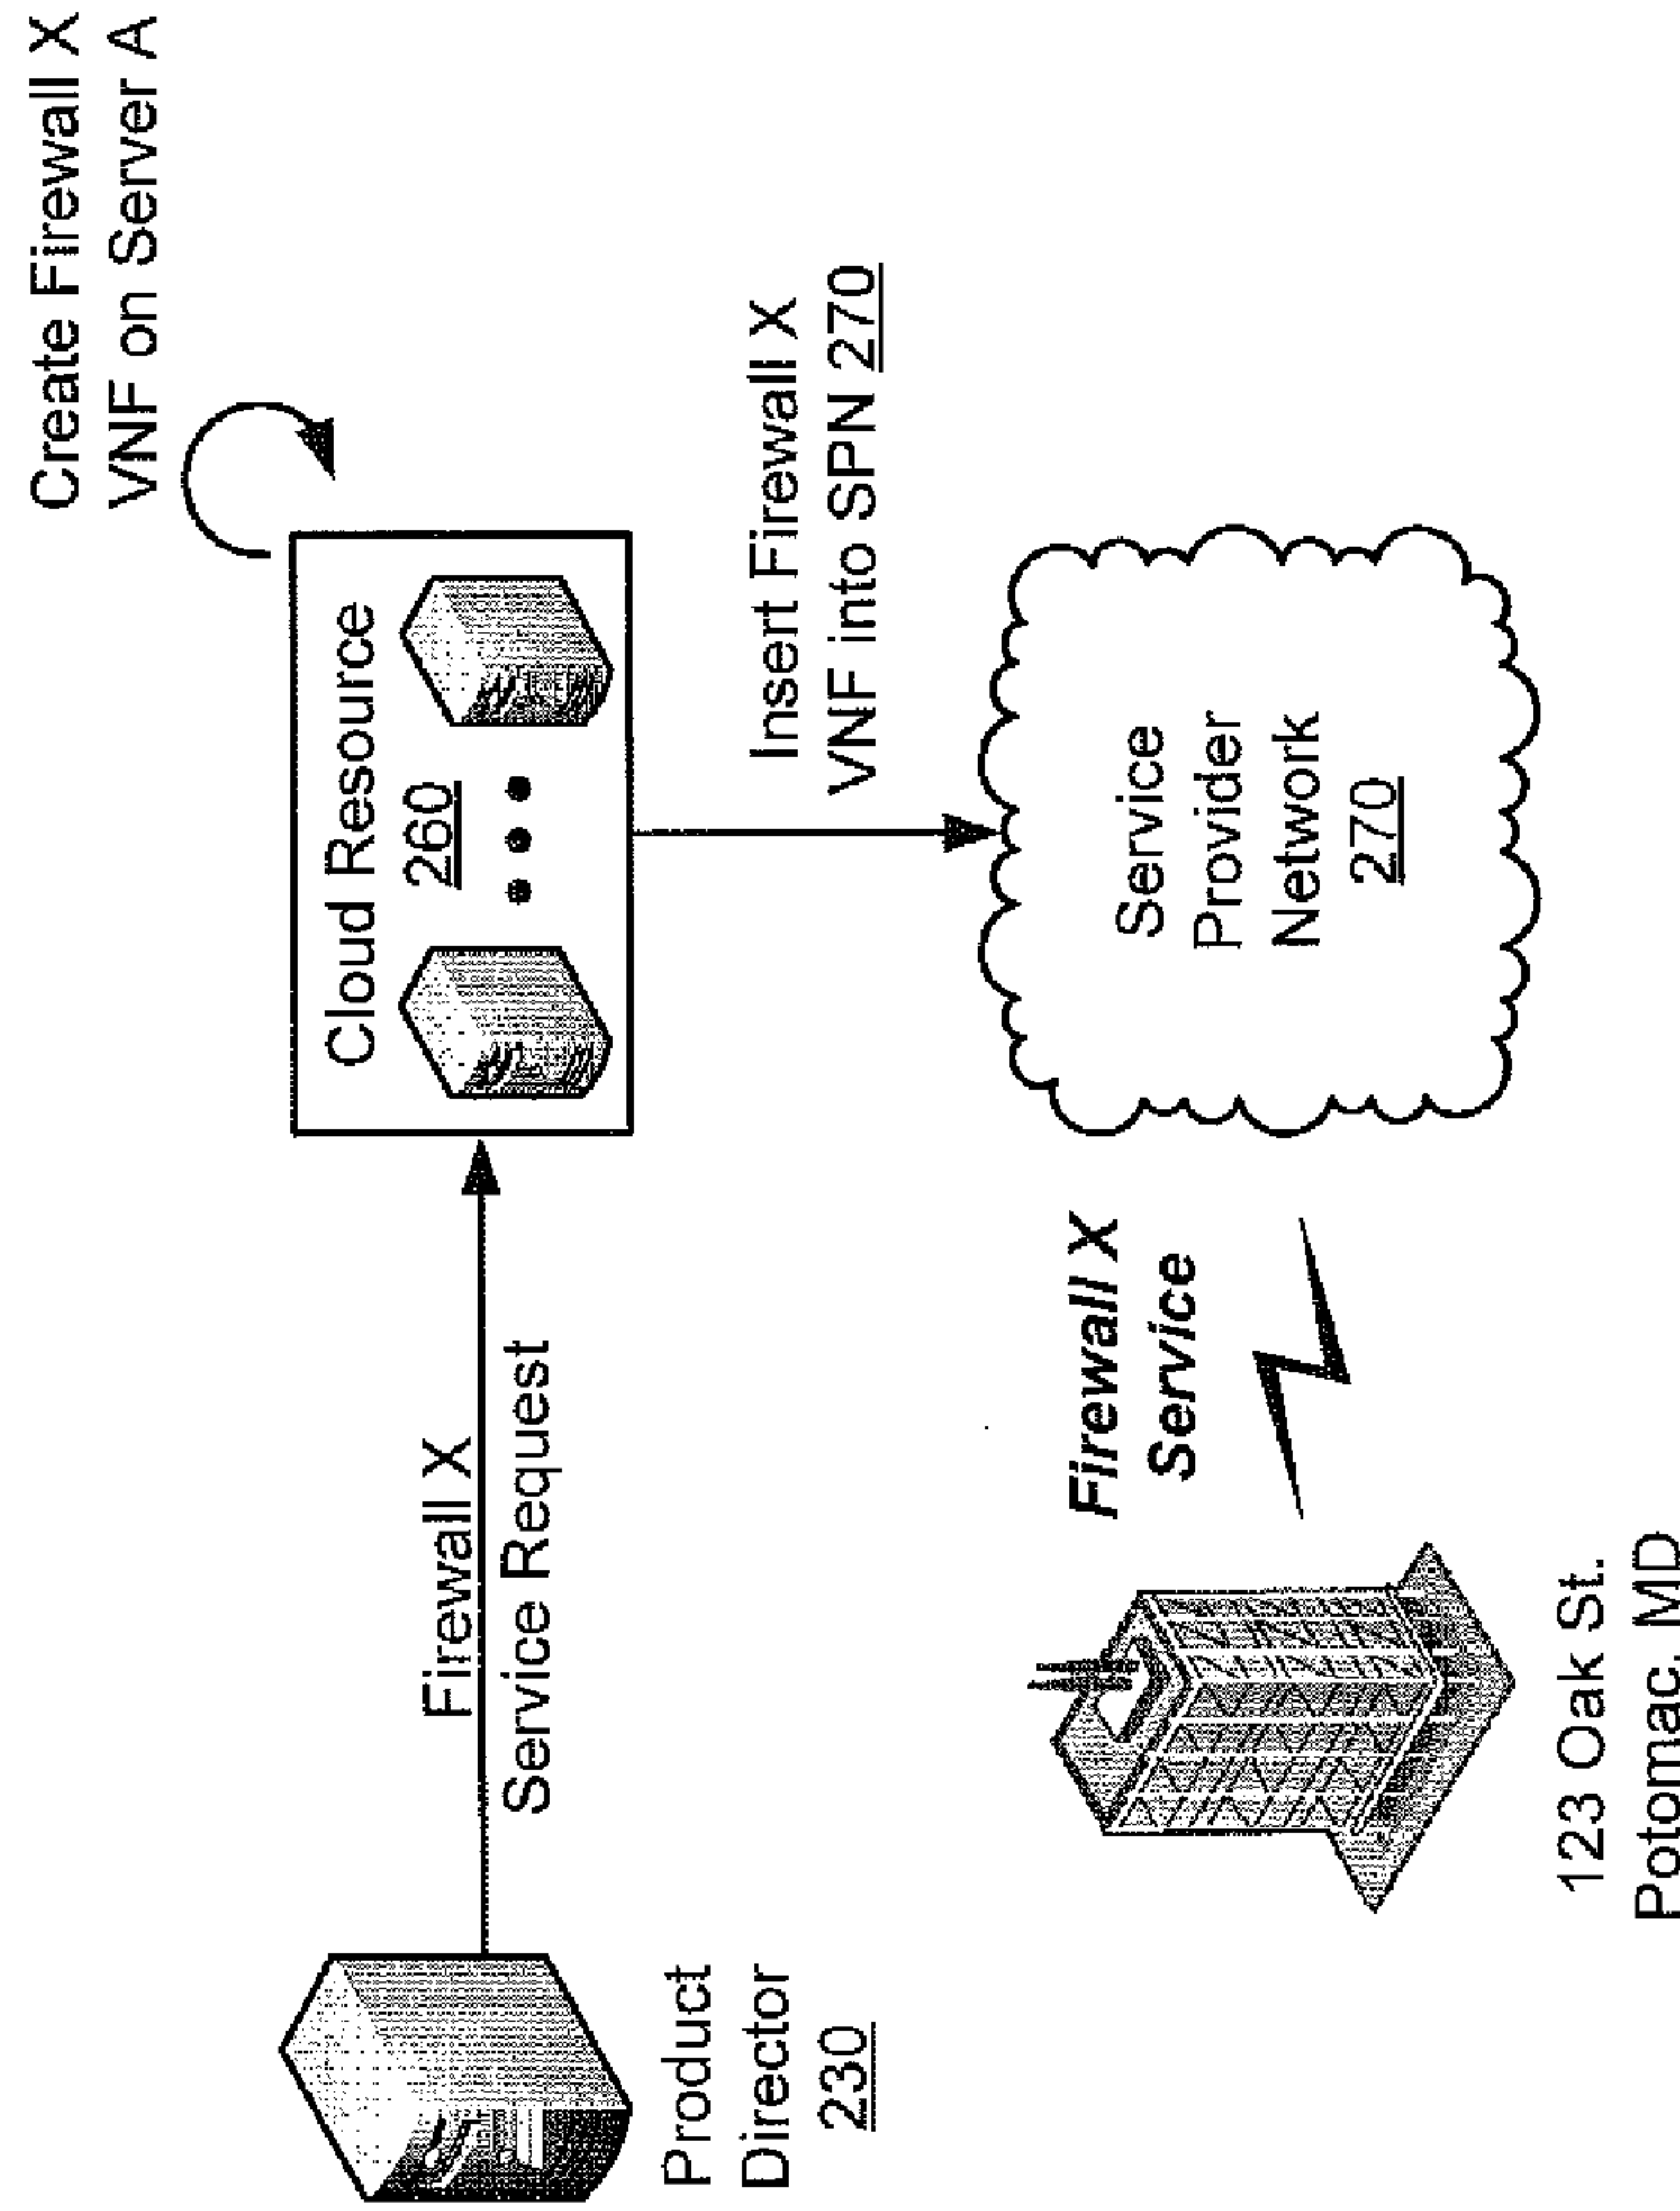 Create Firewall X
VNF on Server A
Cloud Resource
260
Firewall X
Service Request
Product
Director
230
Insert Firewall X
VNF into SPN 270
Service
Provider
Network
270
Firewall X
Service
123 Oak St.
Potomac, MD